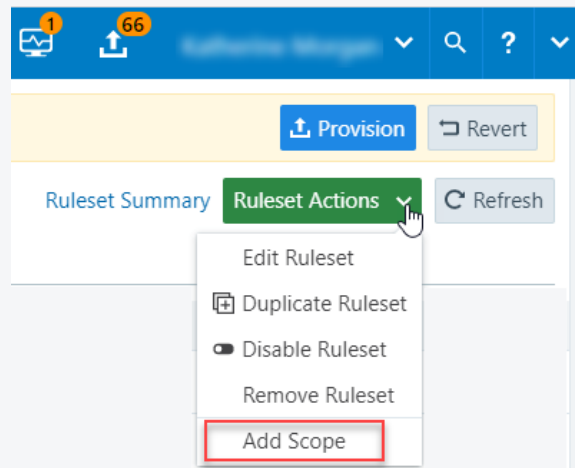 1 66 ?
Provision Revert
Ruleset Summary Ruleset Actions Refresh
Edit Ruleset
Duplicate Ruleset
Disable Ruleset
Remove Ruleset
Add Scope